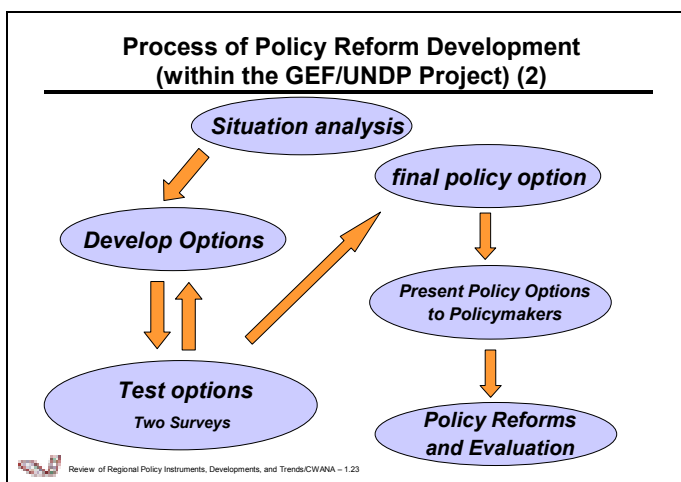 Process of Policy Reform Development
(within the GEF/UNDP Project) (2)
Situation analysis
final policy option
Develop Options
Present Policy Options
to Policymakers
Test options
Two Surveys
Policy Reforms
and Evaluation
Review of Regional Policy Instruments, Developments, and Trends/CWANA – 1.23